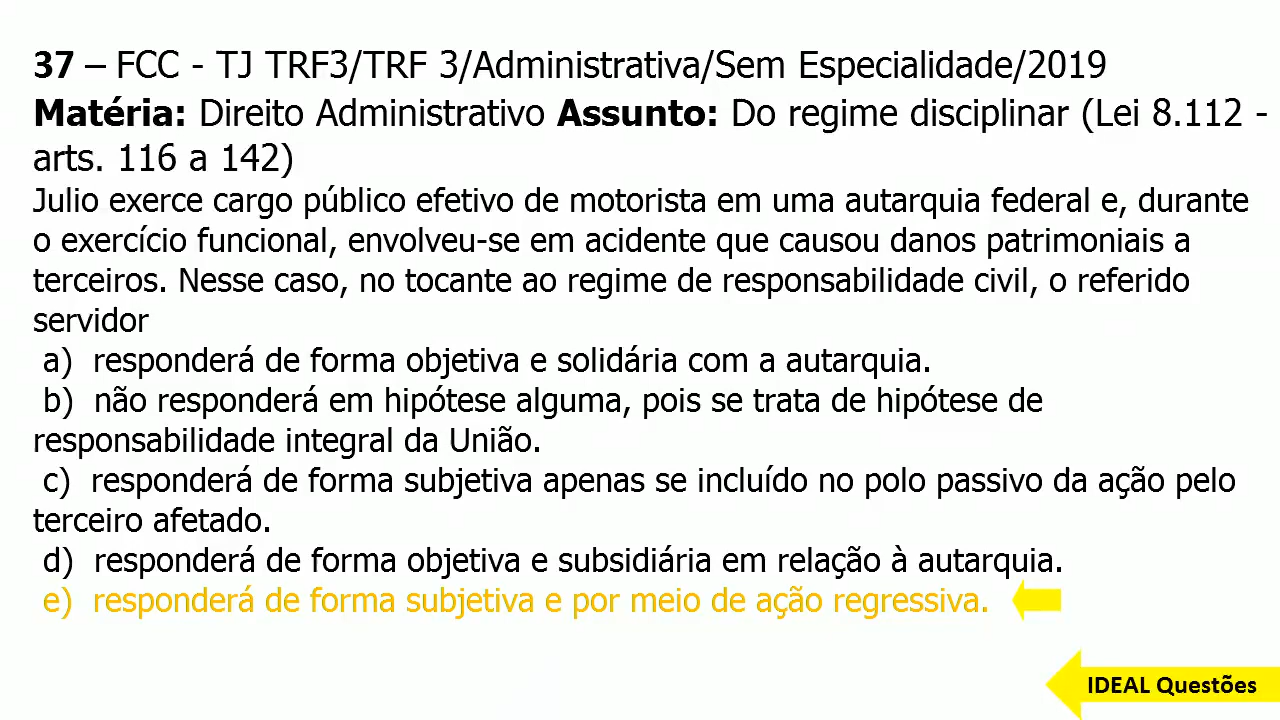 37 – FCC - TJ TRF3/TRF 3/Administrativa/Sem Especialidade/2019
Matéria: Direito Administrativo Assunto: Do regime disciplinar (Lei 8.112 -
arts. 116 a 142)
Julio exerce cargo público efetivo de motorista em uma autarquia federal e, durante
o exercício funcional, envolveu-se em acidente que causou danos patrimoniais a
terceiros. Nesse caso, no tocante ao regime de responsabilidade civil, o referido
servidor
a) responderá de forma objetiva e solidária com a autarquia.
b) não responderá em hipótese alguma, pois se trata de hipótese de
responsabilidade integral da União.
c) responderá de forma subjetiva apenas se incluído no polo passivo da ação pelo
terceiro afetado.
d) responderá de forma objetiva e subsidiária em relação à autarquia.
e) responderá de forma subjetiva e por meio de ação regressiva.
IDEAL Questões